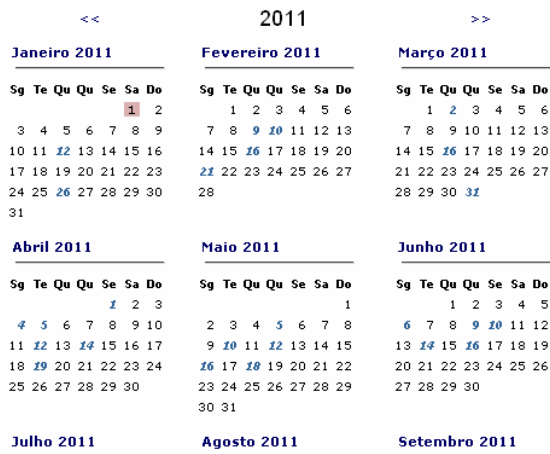 << 2011 >>
Janeiro 2011 Fevereiro 2011 Março 2011
Sg Te Qu Qu Se Sa Do Sg Te Qu Qu Se Sa Do Sg Te Qu Qu Se Sa Do
1 2 1 2 3 4 5 6 1 2 3 4 5 6
3 4 5 6 7 8 9 7 8 9 10 11 12 13 7 8 9 10 11 12 13
10 11 12 13 14 15 16 14 15 16 17 18 19 20 14 15 16 17 18 19 20
17 18 19 20 21 22 23 21 22 23 24 25 26 27 21 22 23 24 25 26 27
24 25 26 27 28 29 30 28 28 29 30 31
31
Abril 2011 Maio 2011 Junho 2011
Sg Te Qu Qu Se Sa Do Sg Te Qu Qu Se Sa Do Sg Te Qu Qu Se Sa Do
1 2 3 1 1 2 3 4 5
4 5 6 7 8 9 10 2 3 4 5 6 7 8 6 7 8 9 10 11 12
11 12 13 14 15 16 17 9 10 11 12 13 14 15 13 14 15 16 17 18 19
18 19 20 21 22 23 24 16 17 18 19 20 21 22 20 21 22 23 24 25 26
25 26 27 28 29 30 23 24 25 26 27 28 29 27 28 29 30
30 31
Julho 2011 Agosto 2011 Setembro 2011